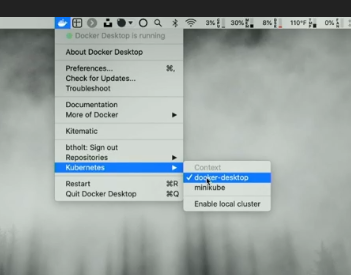 3% 30% 8% 110°F 0%
Docker Desktop is running
About Docker Desktop
Preferences... ⌘,
Check for Updates...
Troubleshoot
Documentation
More of Docker
Kitematic
btholt: Sign out
Repositories
Kubernetes
Restart ⌘R
Quit Docker Desktop ⌘Q
Context
✓ docker-desktop
minikube
Enable local cluster